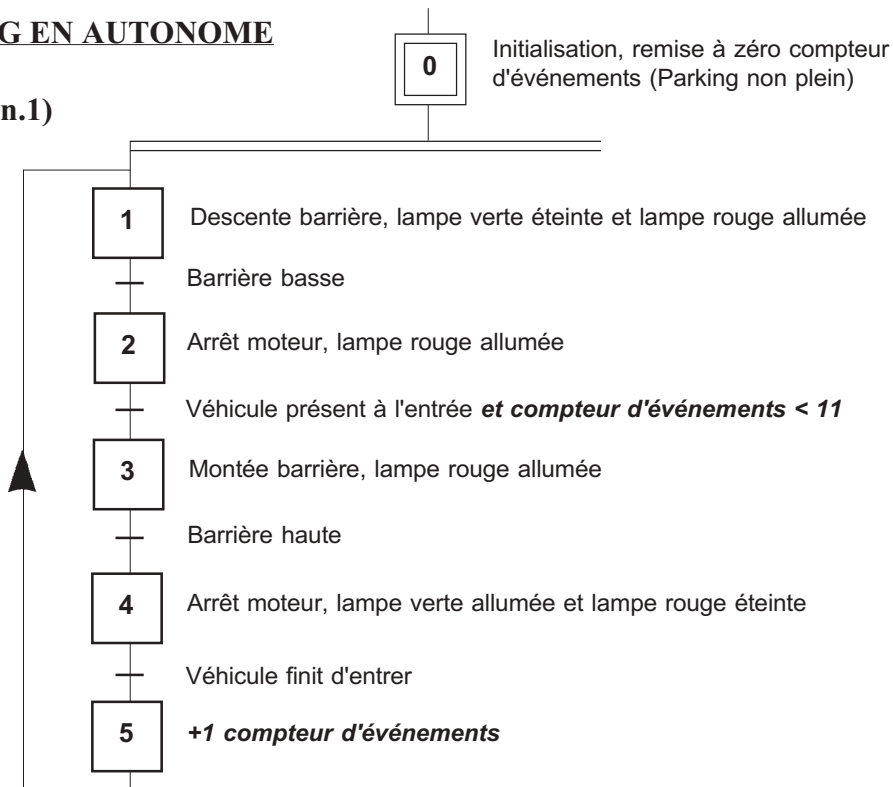 G EN AUTONOME
n.1)
0
Initialisation, remise à zéro compteur
d'événements (Parking non plein)
1
Descente barrière, lampe verte éteinte et lampe rouge allumée
Barrière basse
2
Arrêt moteur, lampe rouge allumée
Véhicule présent à l'entrée et compteur d'événements < 11
3
Montée barrière, lampe rouge allumée
Barrière haute
4
Arrêt moteur, lampe verte allumée et lampe rouge éteinte
Véhicule finit d'entrer
5
+1 compteur d'événements